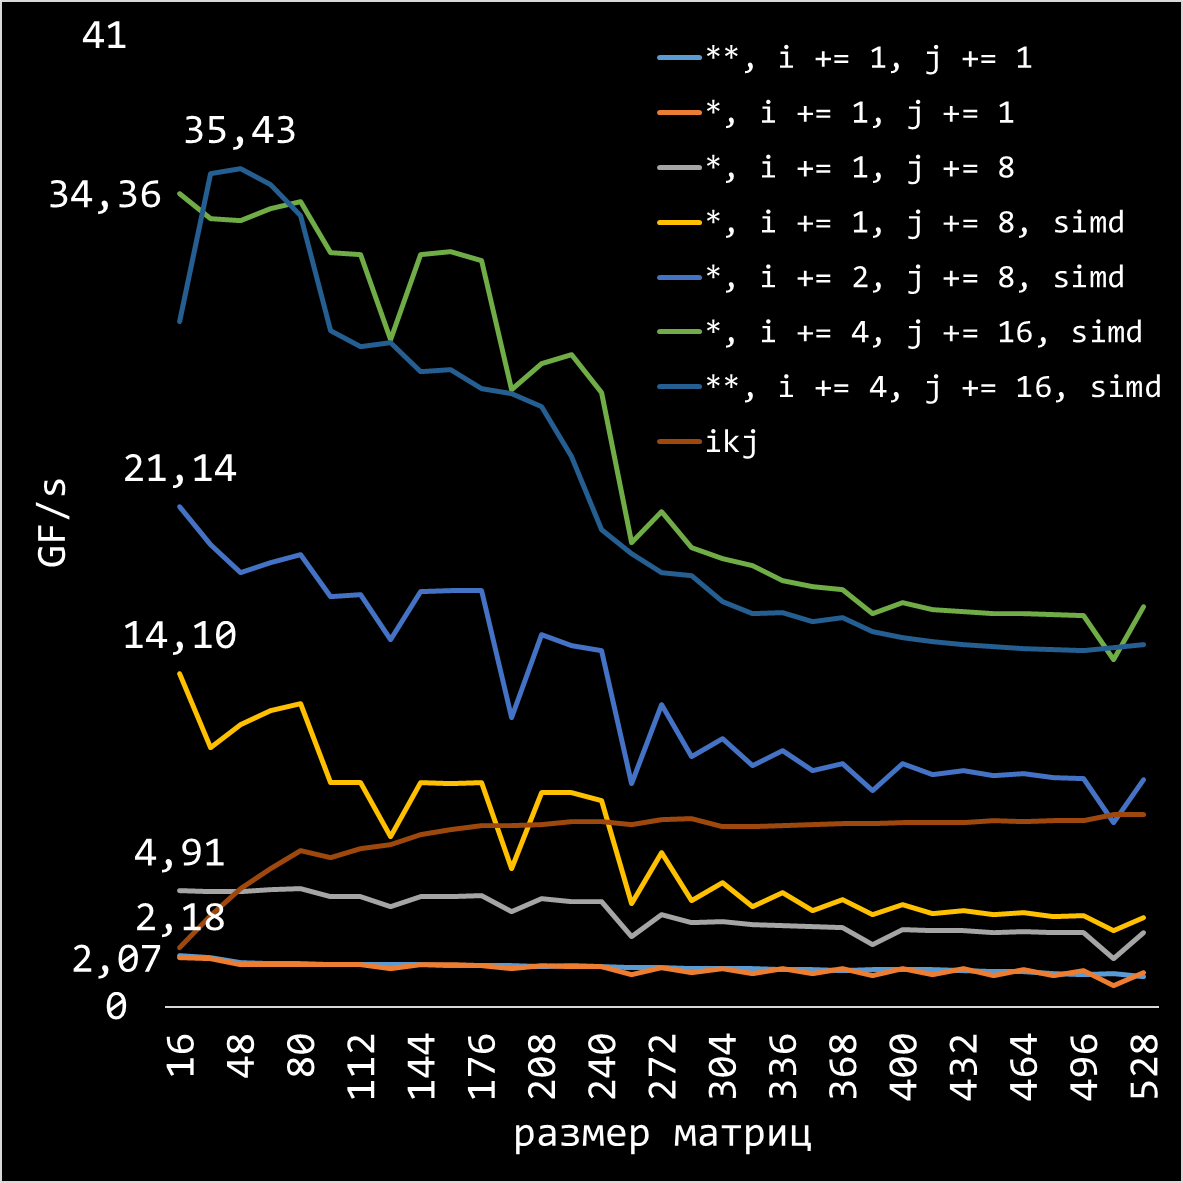 41
35,43
34,36
21,14
14,10
4,91
2,18
2,07
0
GF/s
**, i += 1, j += 1
*, i += 1, j += 1
*, i += 1, j += 8
*, i += 1, j += 8, simd
*, i += 2, j += 8, simd
*, i += 4, j += 16, simd
**, i += 4, j += 16, simd
ikj
16 48 80 112 144 176 208 240 272 304 336 368 400 432 464 496 528
размер матриц